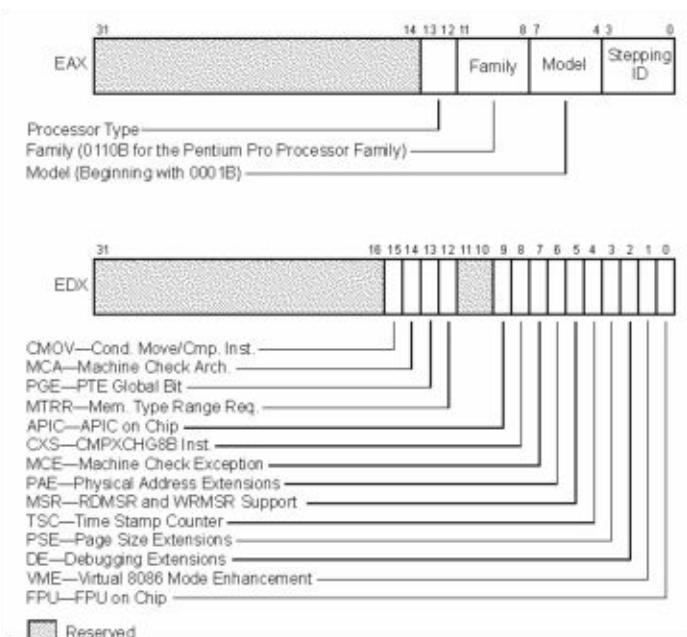 31 14 13 12 11 8 7 4 3 0
EAX Family Model Stepping
ID
Processor Type
Family (0110B for the Pentium Pro Processor Family)
Model (Beginning with 0001B)
31 16 15 14 13 12 11 10 9 8 7 6 5 4 3 2 1 0
EDX
CMOV—Cond. Move/Cmp. Inst.
MCA—Machine Check Arch.
PGE—PTE Global Bit
MTRR—Mem. Type Range Reg.
APIC—APIC on Chip
CXS—CMPXCHG8B Inst.
MCE—Machine Check Exception
PAE—Physical Address Extensions
MSR—RDMSR and WRMSR Support
TSC—Time Stamp Counter
PSE—Page Size Extensions
DE—Debugging Extensions
VME—Virtual 8086 Mode Enhancement
FPU—FPU on Chip
Reserved